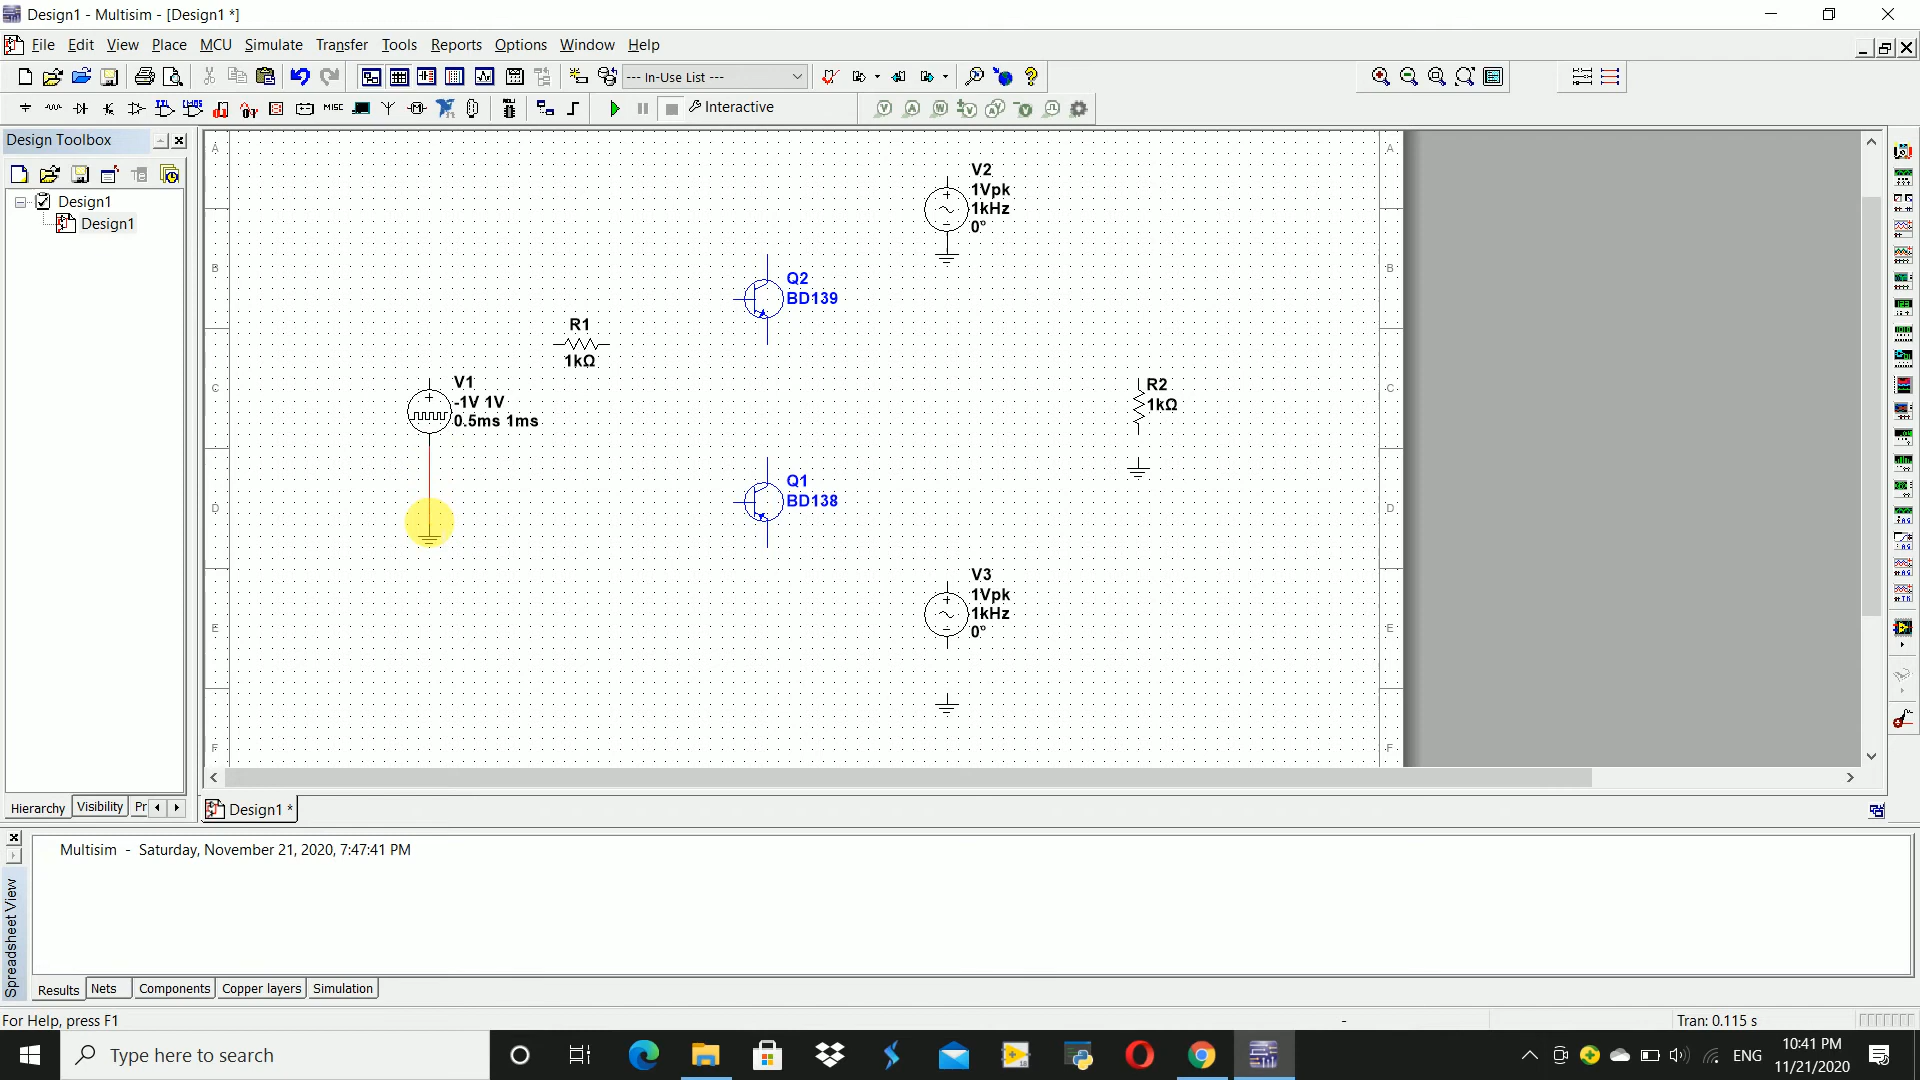 Design1 - Multisim - [Design1 *]
File Edit View Place MCU Simulate Transfer Tools Reports Options Window Help
--- In-Use List ---
MISC
Interactive
Design Toolbox
Design1
Design1
A
B
C
D
E
F
A
B
C
D
E
F
V2
1Vpk
1kHz
0°
Q2
BD139
R1
1kΩ
V1
-1V 1V
0.5ms 1ms
R2
1kΩ
Q1
BD138
V3
1Vpk
1kHz
0°
Hierarchy Visibility Pr
Design1 *
Multisim - Saturday, November 21, 2020, 7:47:41 PM
Spreadsheet View
Results Nets Components Copper layers Simulation
For Help, press F1
-
Tran: 0.115 s
Type here to search
ENG
10:41 PM
11/21/2020